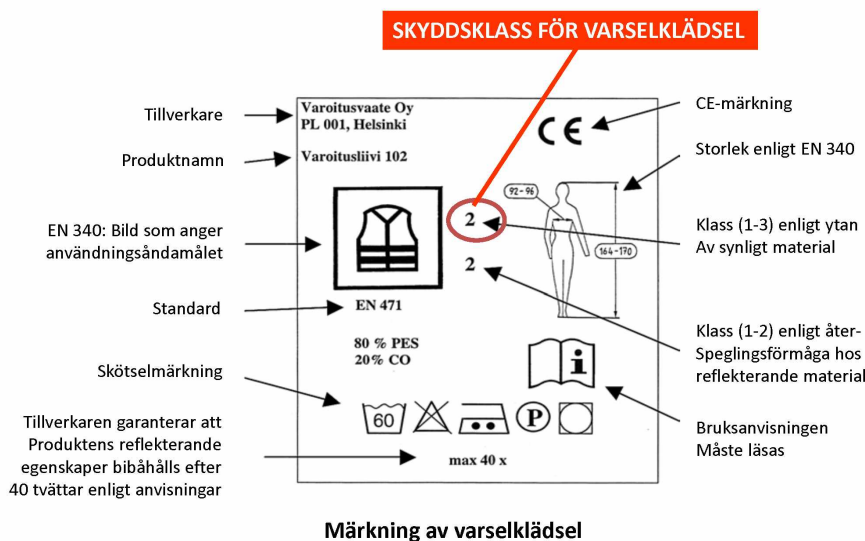 SKYDDSKLASS FÖR VARSELKLÄDSEL
Tillverkare
Varoitusvaate Oy
PL 001, Helsinki
CE
CE-märkning
Produktnamn
Varoitusliivi 102
Storlek enligt EN 340
92-96
164-170
EN 340: Bild som anger
användningsåndamålet
2
Klass (1-3) enligt ytan
Av synligt material
2
Klass (1-2) enligt åter-
Speglingsförmåga hos
reflekterande material
Standard
EN 471
80 % PES
20% CO
i
Skötselmärkning
60
P
Bruksanvisningen
Måste läsas
Tillverkaren garanterar att
Produktens reflekterande
egenskaper bibåhålls efter
40 tvättar enligt anvisningar
max 40 x
Märkning av varselklädsel